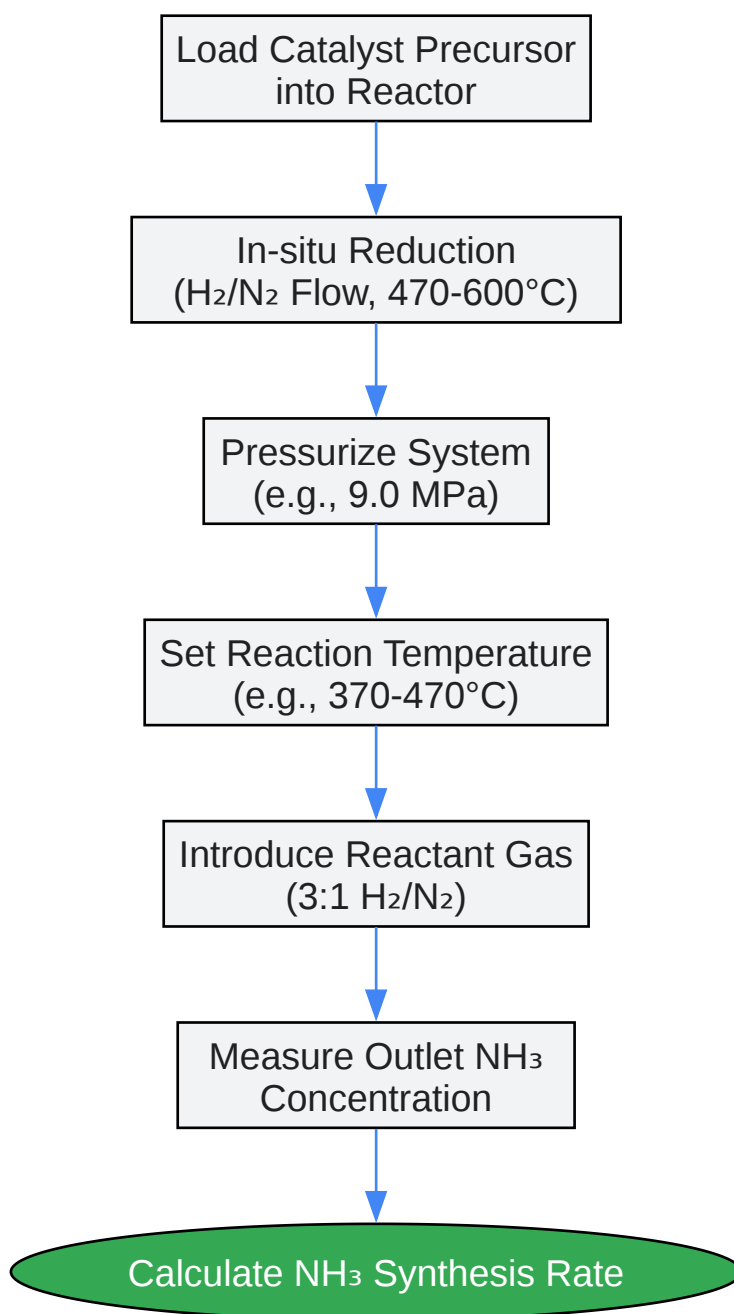 Load Catalyst Precursor
into Reactor
In-situ Reduction
(H₂/N₂ Flow, 470-600°C)
Pressurize System
(e.g., 9.0 MPa)
Set Reaction Temperature
(e.g., 370-470°C)
Introduce Reactant Gas
(3:1 H₂/N₂)
Measure Outlet NH₃
Concentration
Calculate NH₃ Synthesis Rate